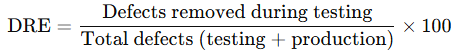 DRE = Defects removed during testing / Total defects (testing + production) × 100